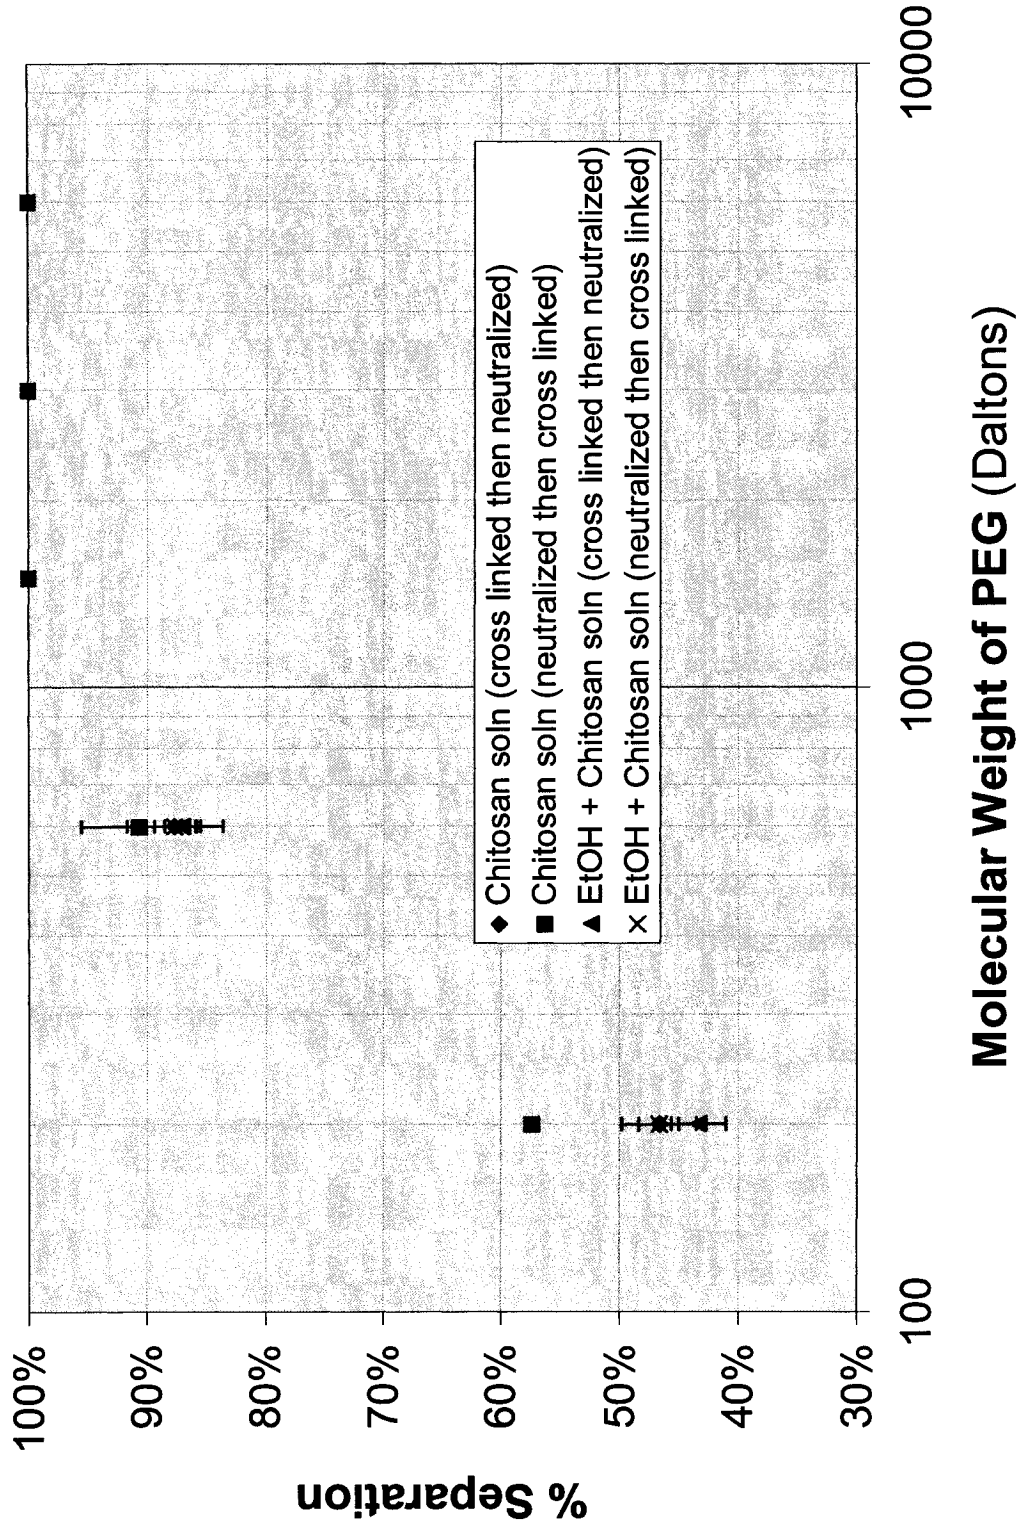 100%
90%
80%
70%
60%
50%
40%
30%
% Separation
◆ Chitosan soln (cross linked then neutralized)
■ Chitosan soln (neutralized then cross linked)
▲ EtOH + Chitosan soln (cross linked then neutralized)
× EtOH + Chitosan soln (neutralized then cross linked)
100
1000
10000
Molecular Weight of PEG (Daltons)